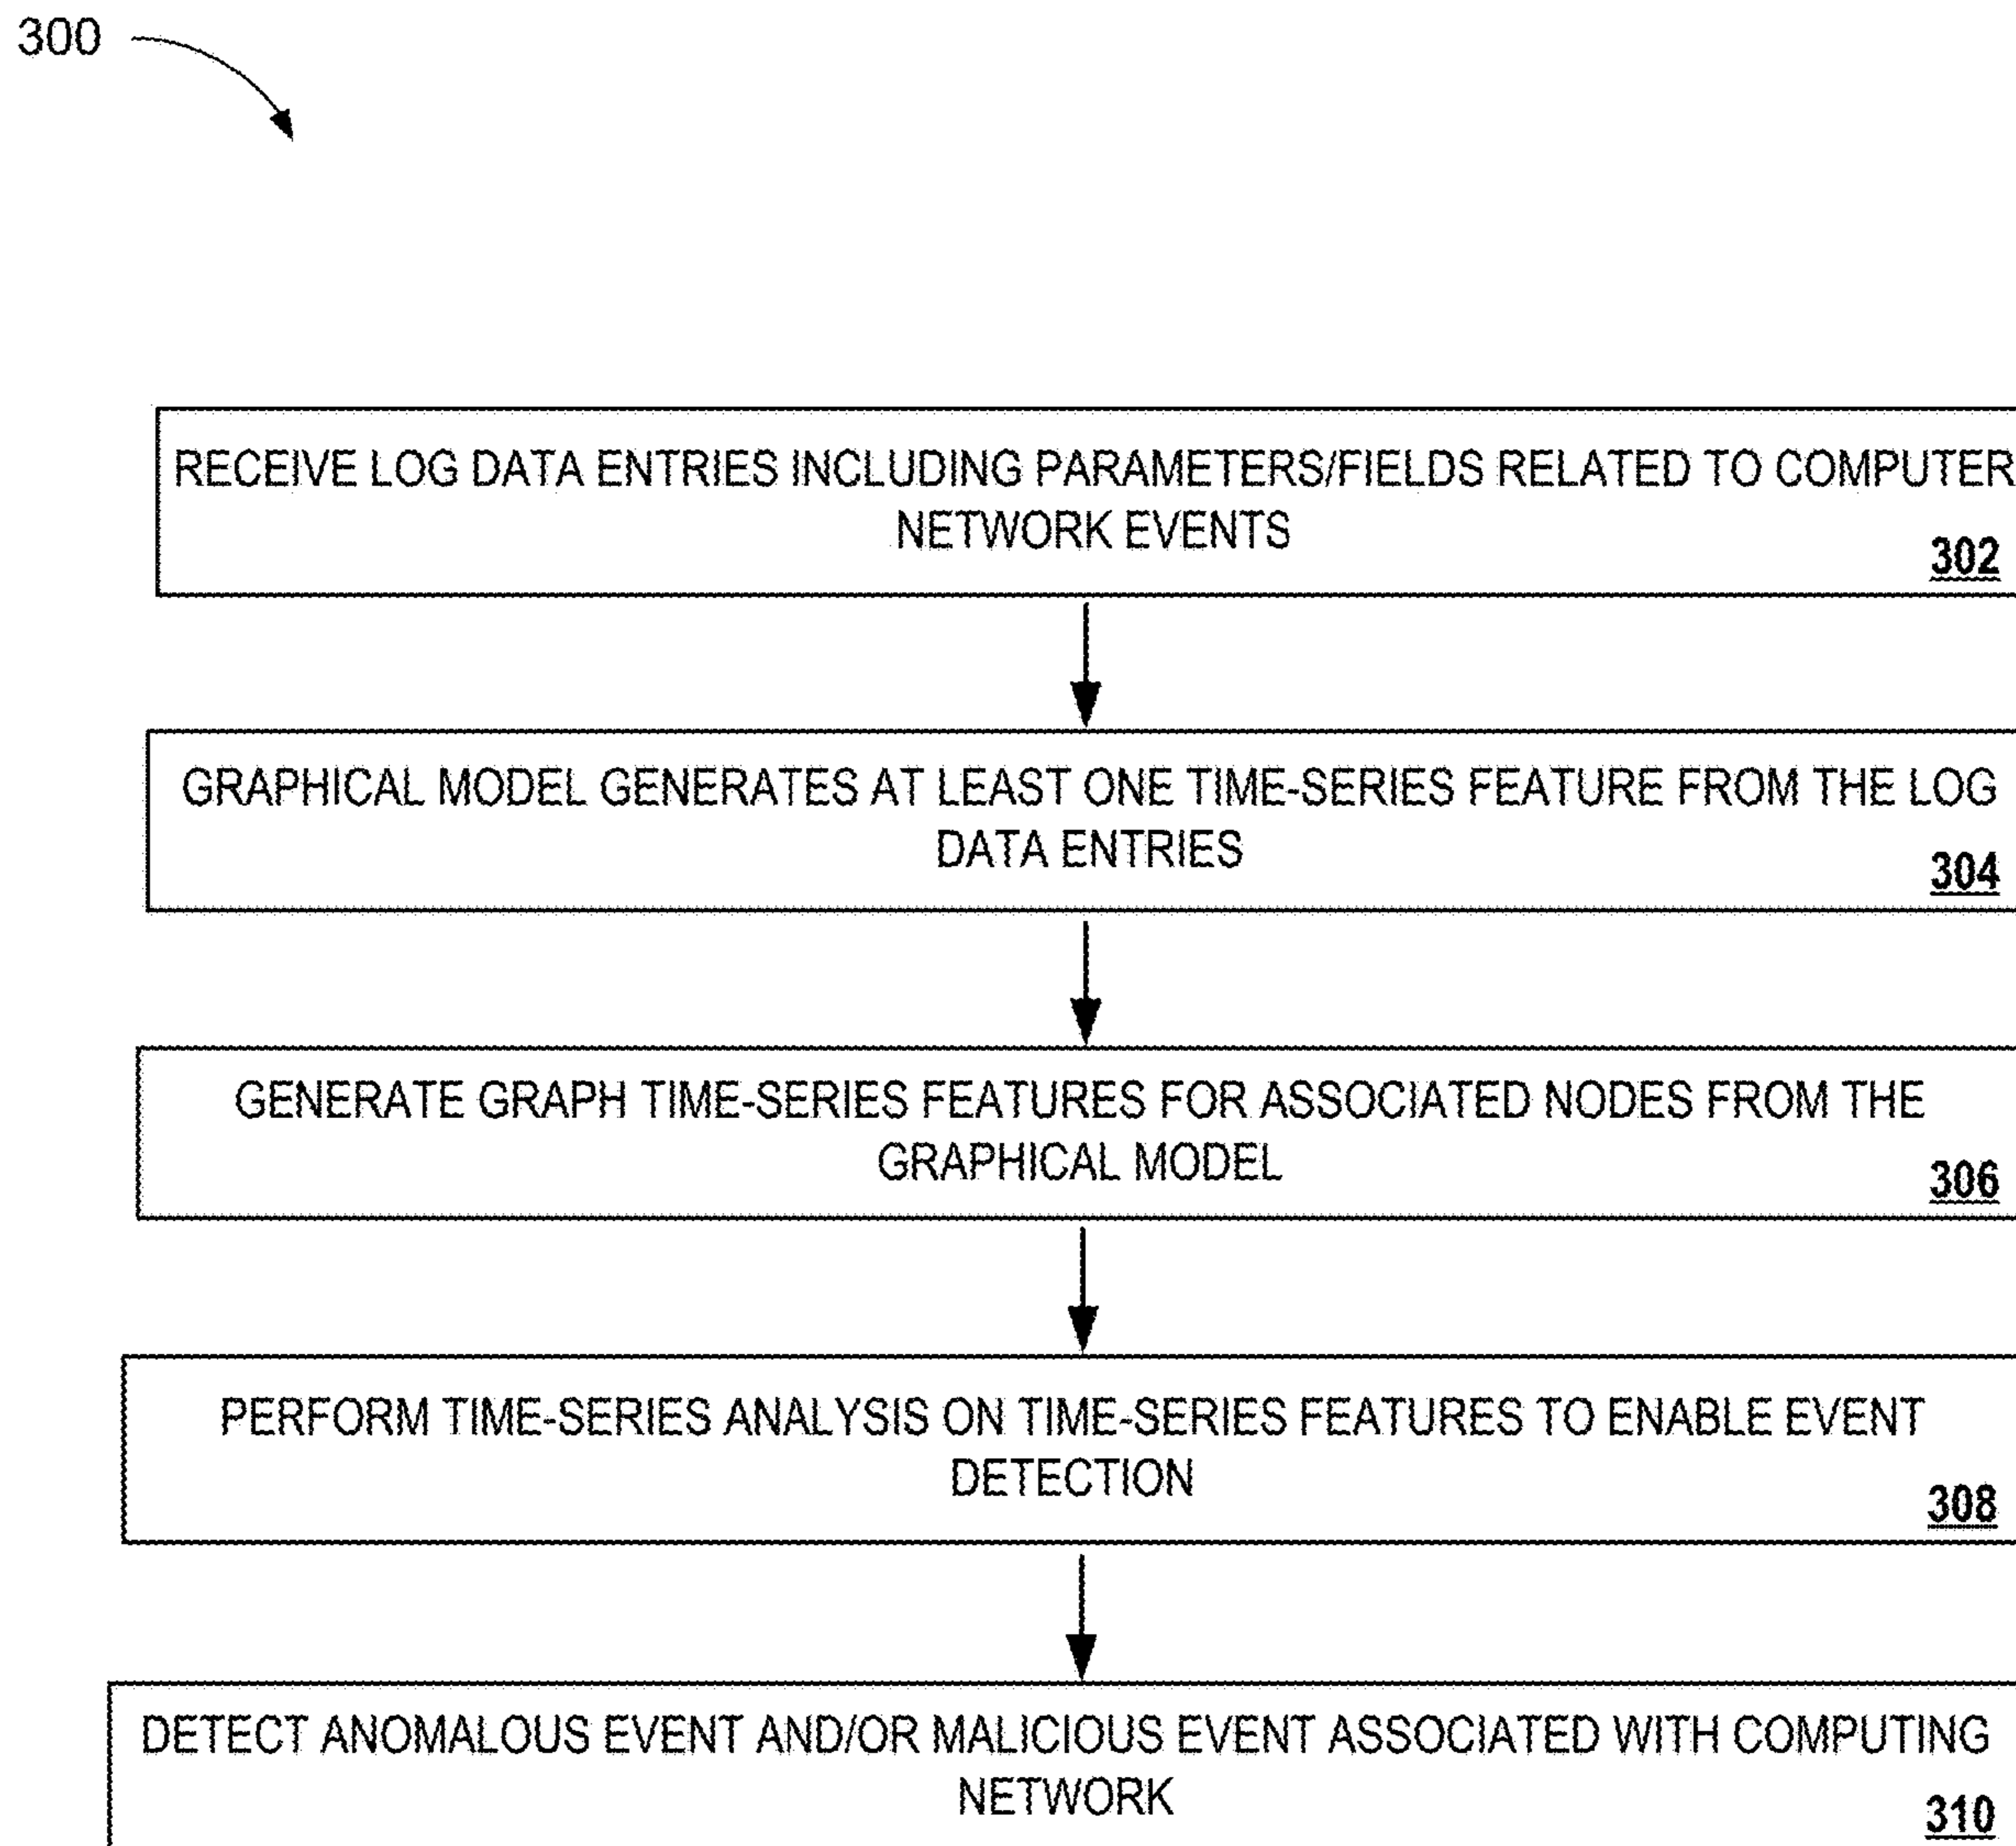 300
RECEIVE LOG DATA ENTRIES INCLUDING PARAMETERS/FIELDS RELATED TO COMPUTER
NETWORK EVENTS
302
GRAPHICAL MODEL GENERATES AT LEAST ONE TIME-SERIES FEATURE FROM THE LOG
DATA ENTRIES
304
GENERATE GRAPH TIME-SERIES FEATURES FOR ASSOCIATED NODES FROM THE
GRAPHICAL MODEL
306
PERFORM TIME-SERIES ANALYSIS ON TIME-SERIES FEATURES TO ENABLE EVENT
DETECTION
308
DETECT ANOMALOUS EVENT AND/OR MALICIOUS EVENT ASSOCIATED WITH COMPUTING
NETWORK
310